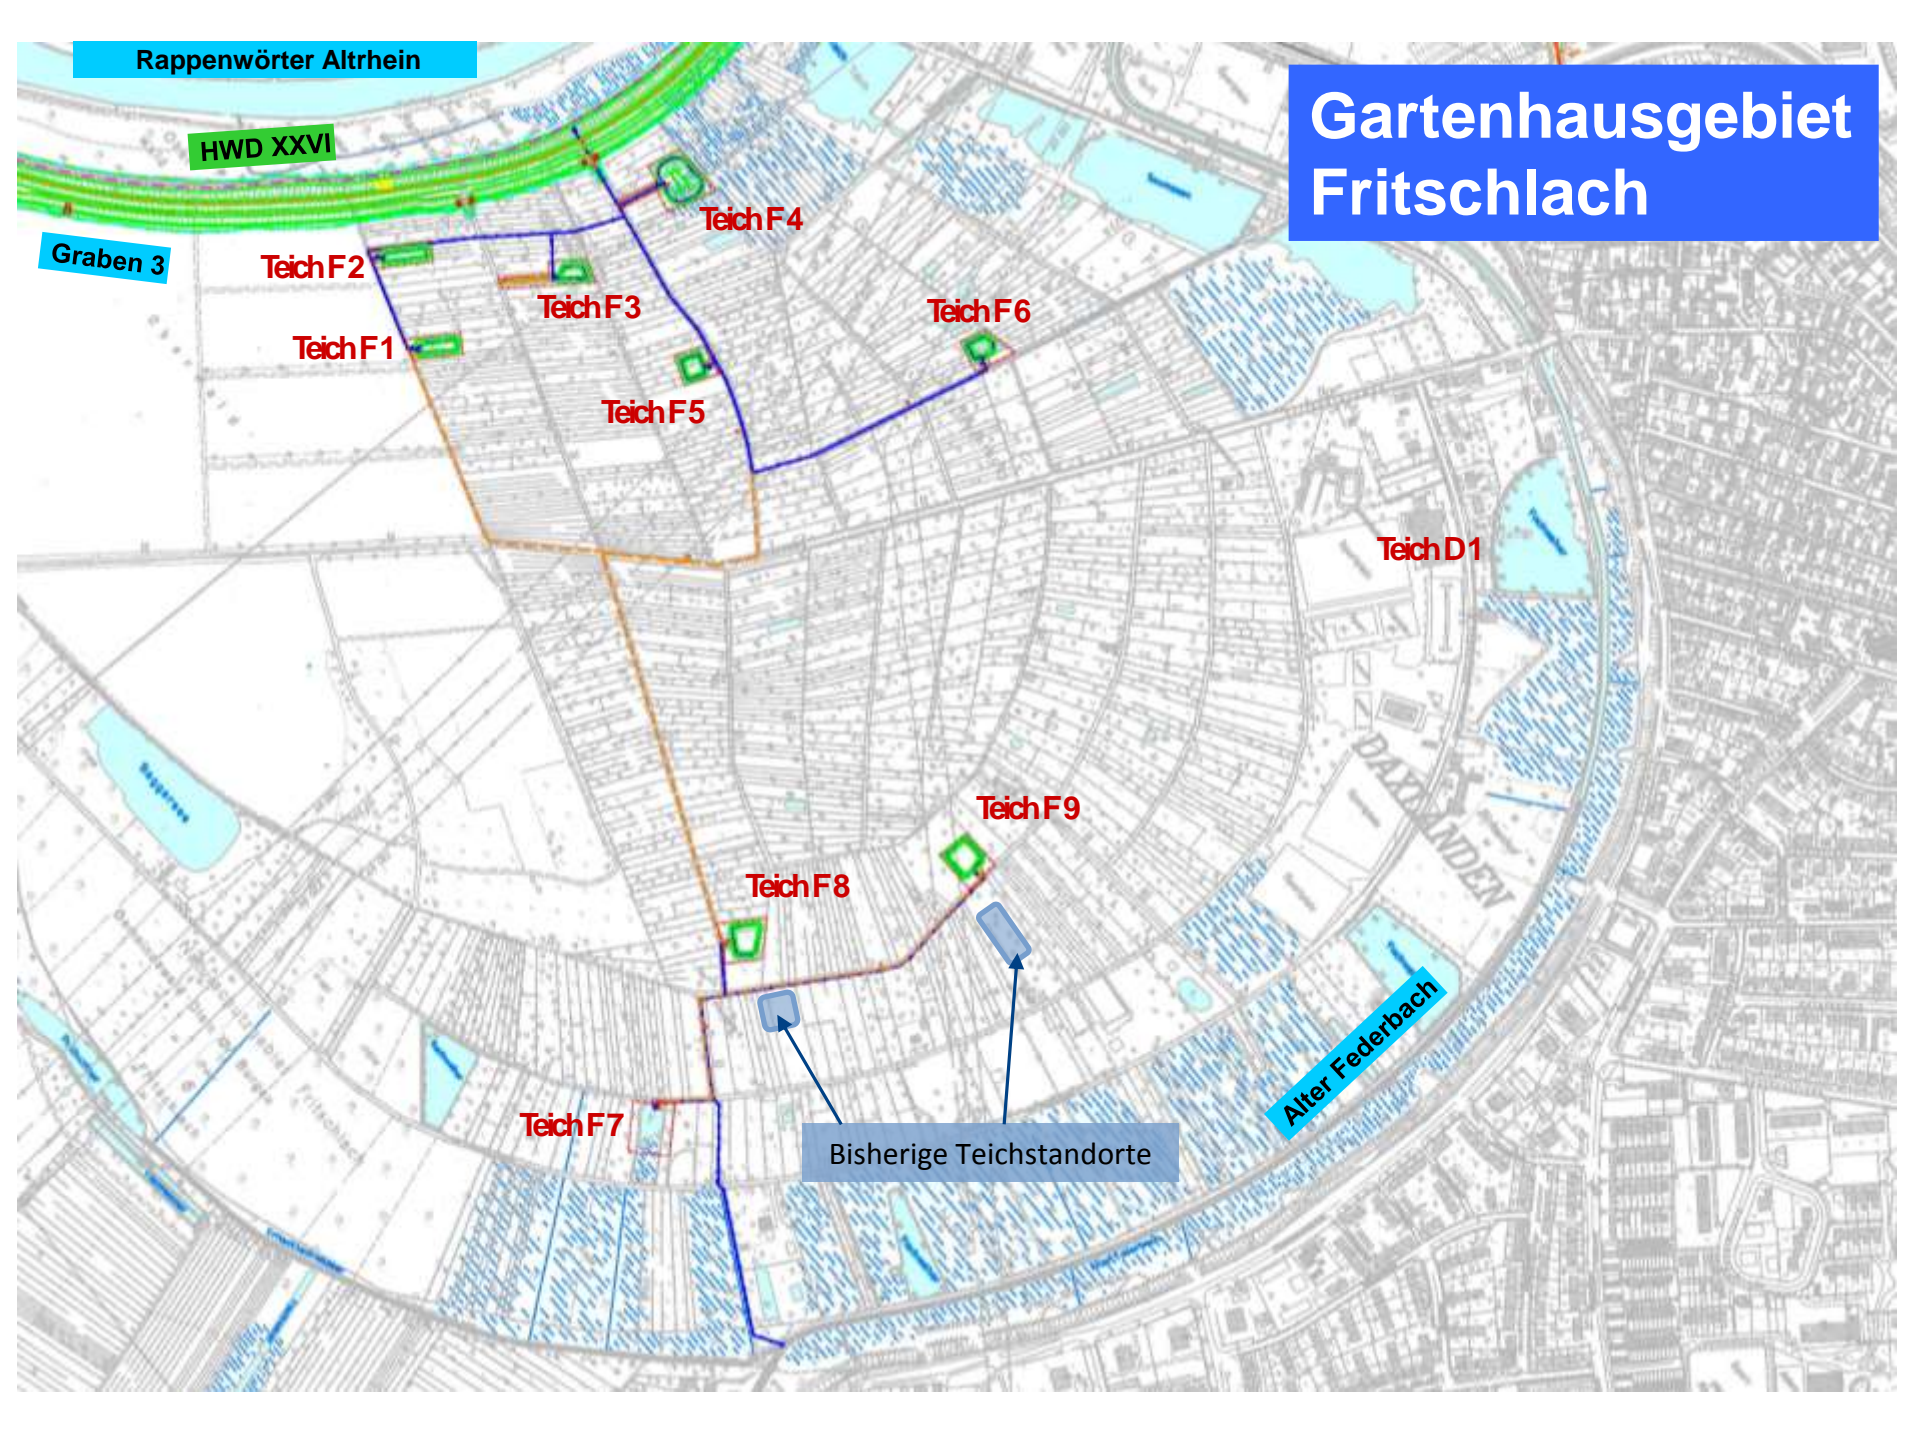 Rappenwörter Altrhein
Gartenhausgebiet
Fritschlach
HWD XXVI
Graben 3
Teich F4
Teich F2
Teich F3
Teich F6
Teich F1
Teich F5
Teich D1
Baggersee
DAXLANDEN
Teich F9
Teich F8
Alter Federbach
Teich F7
Bisherige Teichstandorte